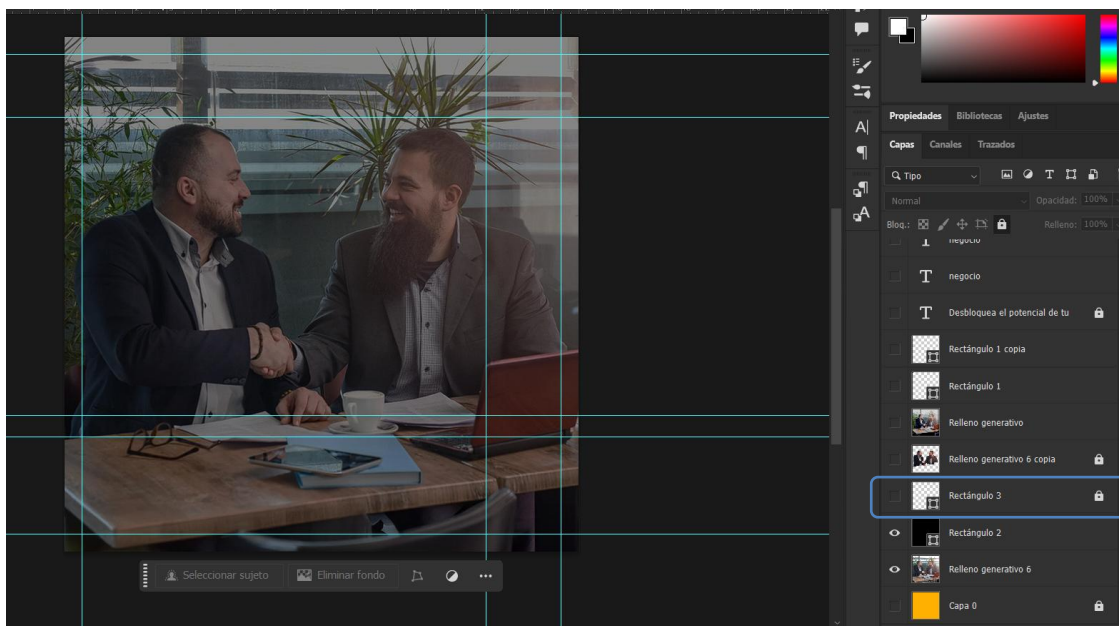 Propiedades Bibliotecas Ajustes
Capas Canales Trazados
Tipo
Normal Opacidad: 100%
Bloq.: Relleno: 100%
negocio
negocio
Desbloquea el potencial de tu
Rectángulo 1 copia
Rectángulo 1
Relleno generativo
Relleno generativo 6 copia
Rectángulo 3
Rectángulo 2
Relleno generativo 6
Capa 0
Seleccionar sujeto Eliminar fondo